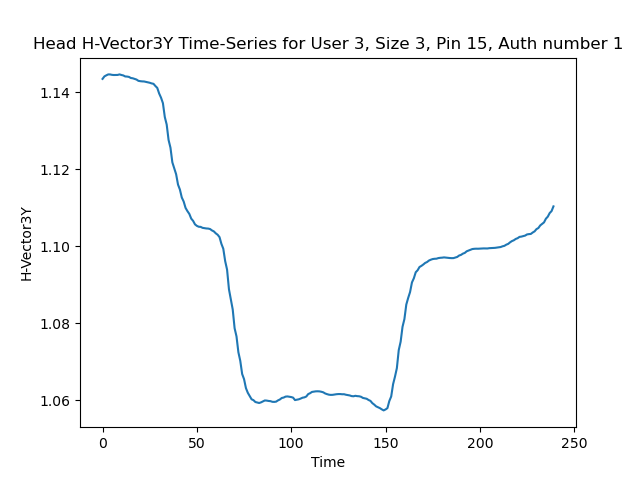 Head H-Vector3Y Time-Series for User 3, Size 3, Pin 15, Auth number 1
H-Vector3Y
1.14
1.12
1.10
1.08
1.06
0 50 100 150 200 250
Time